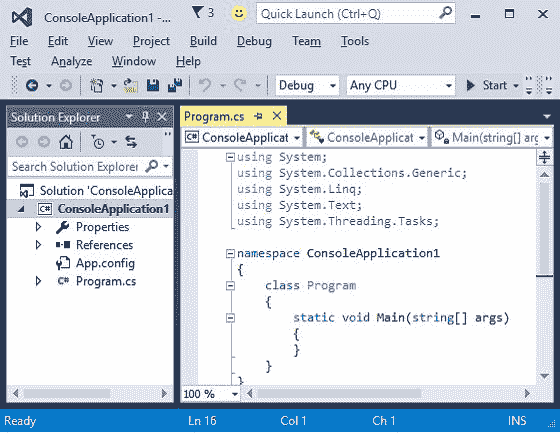 ConsoleApplication1 -... 3 Quick Launch (Ctrl+Q)
File Edit View Project Build Debug Team Tools
Test Analyze Window Help
Debug Any CPU Start
Solution Explorer
Program.cs
ConsoleApplicat ConsoleApplicat Main(string[] arg
Search Solution Explorer
Solution 'ConsoleApplica
C# ConsoleApplication1
Properties
References
App.config
C# Program.cs
using System;
using System.Collections.Generic;
using System.Linq;
using System.Text;
using System.Threading.Tasks;
namespace ConsoleApplication1
{
class Program
{
static void Main(string[] args)
{
}
}
}
100 %
Ready Ln 16 Col 1 Ch 1 INS